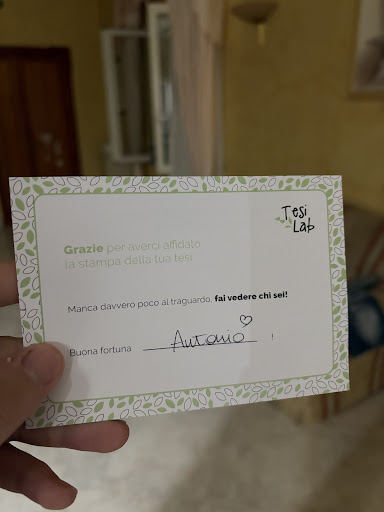 Tesi
Lab
Grazie per averci affidato
la stampa della tua tesi
Manca davvero poco al traguardo, fai vedere chi sei!
Buona fortuna Antonio !